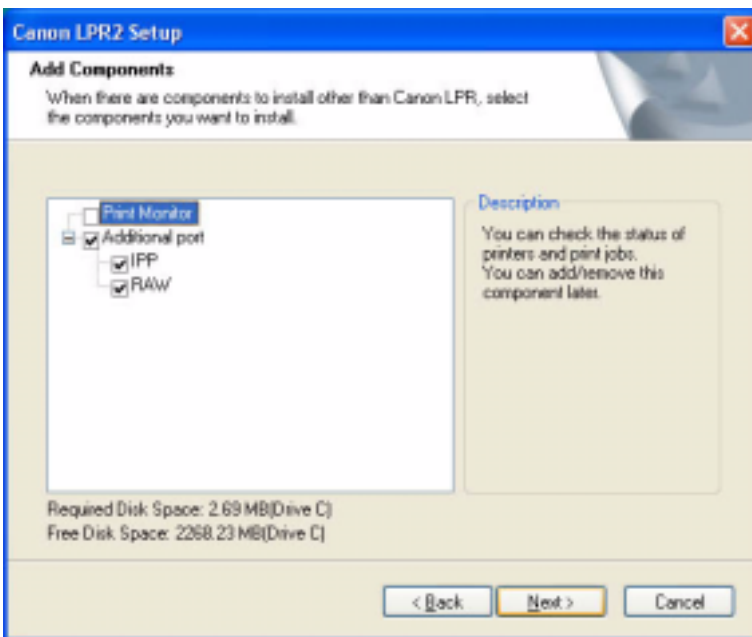 Canon LPR2 Setup
Add Components
When there are components to install other than Canon LPR, select
the components you want to install.
Print Monitor
Additional port
IPP
RAW
Description
You can check the status of
printers and print jobs.
You can add/remove this
component later.
Required Disk Space: 2.69 MB(Drive C)
Free Disk Space: 2268.23 MB(Drive C)
< Back
Next >
Cancel